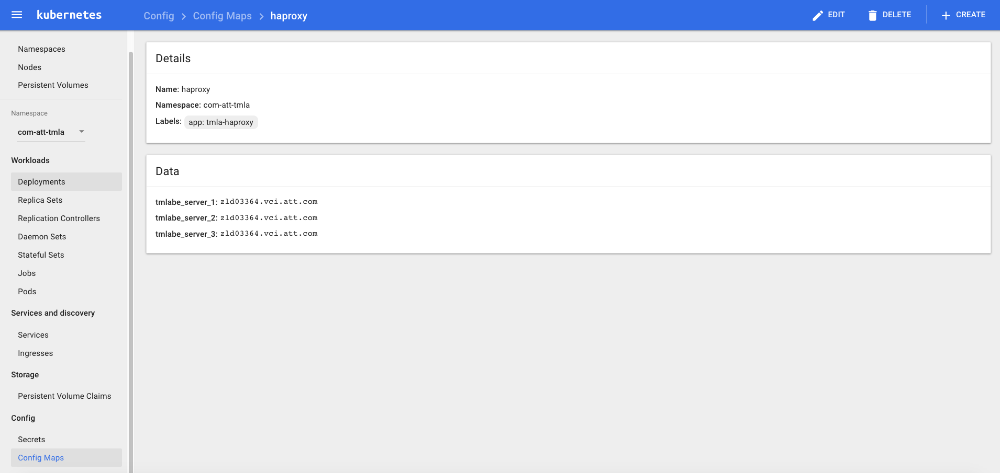 kubernetes
Config > Config Maps > haproxy
EDIT
DELETE
CREATE
Namespaces
Nodes
Persistent Volumes
Namespace
com-att-tmla
Workloads
Deployments
Replica Sets
Replication Controllers
Daemon Sets
Stateful Sets
Jobs
Pods
Services and discovery
Services
Ingresses
Storage
Persistent Volume Claims
Config
Secrets
Config Maps
Details
Name: haproxy
Namespace: com-att-tmla
Labels: app: tmla-haproxy
Data
tmlabe_server_1: zld03364.vci.att.com
tmlabe_server_2: zld03364.vci.att.com
tmlabe_server_3: zld03364.vci.att.com